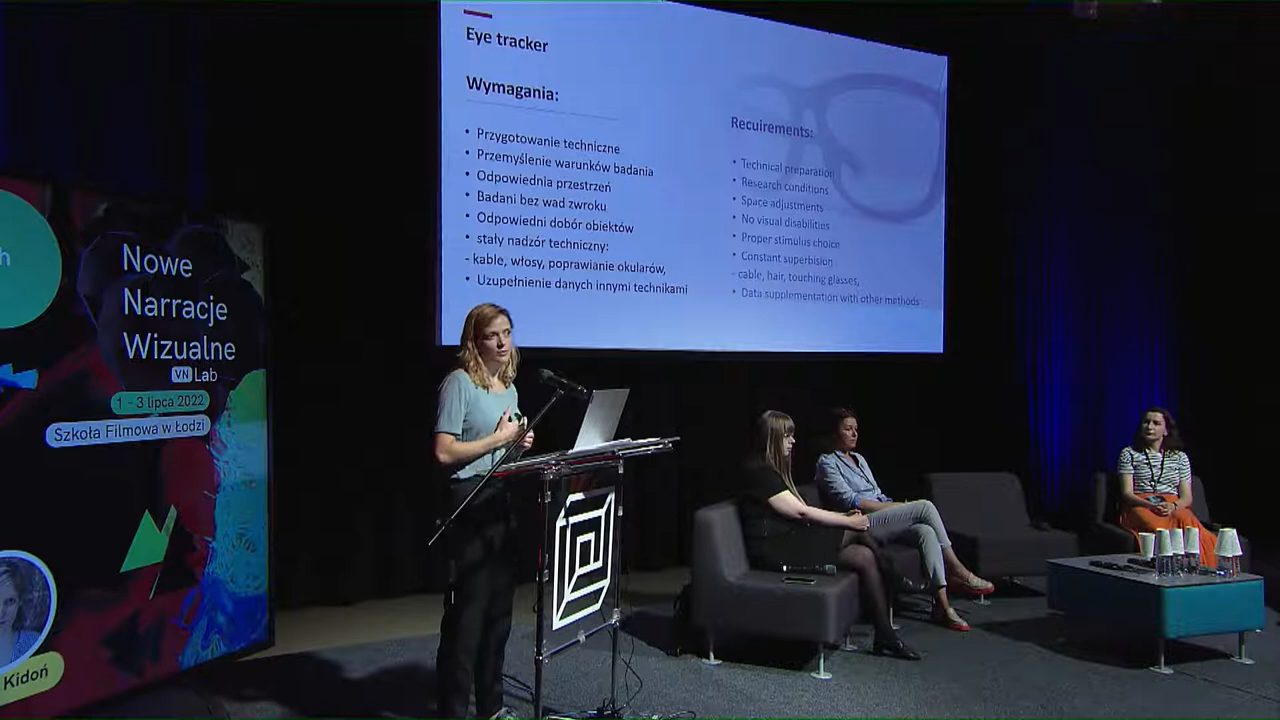 Eye tracker
Wymagania:
• Przygotowanie techniczne
• Przemyślenie warunków badania
• Odpowiednia przestrzeń
• Badani bez wad zwroku
• Odpowiedni dobór obiektów
• stały nadzór techniczny:
- kable, włosy, poprawianie okularów,
• Uzupełnienie danych innymi technikami
Recuirements:
• Technical preparation
• Research conditions
• Space adjustments
• No visual disabilities
• Proper stimulus choice
• Constant superbision
- cable, hair, touching glasses,
• Data supplementation with other methods
h
Nowe
Narracje
Wizualne
VN Lab
1 - 3 lipca 2022
Szkoła Filmowa w Łodzi
Kidoń